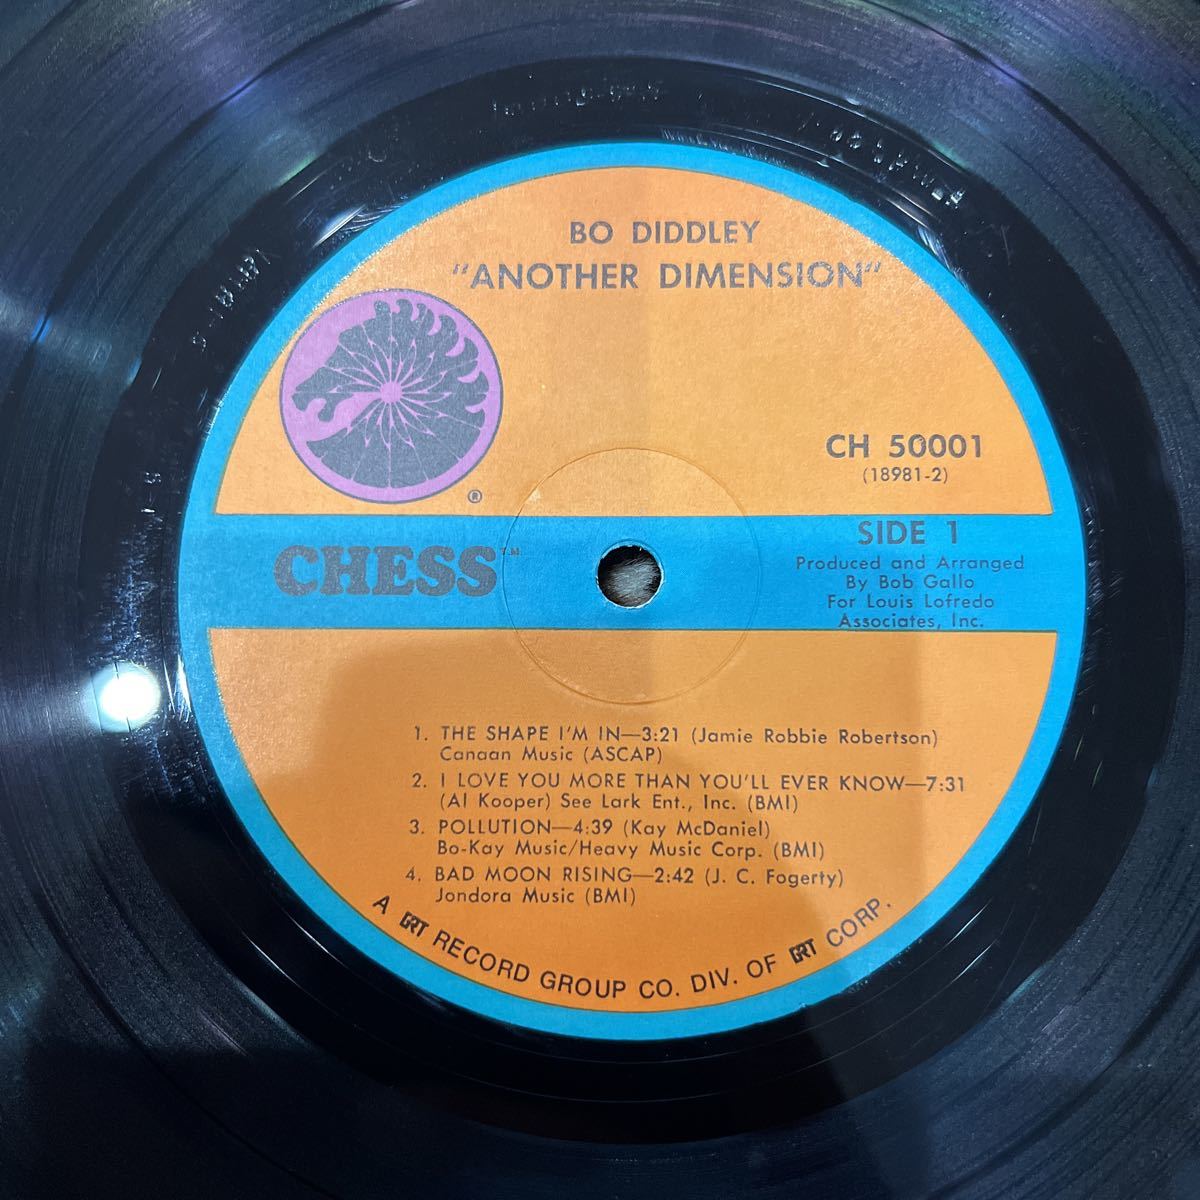 BO DIDDLEY
"ANOTHER DIMENSION"
®
CH 50001
(18981-2)
CHESS T.M.
SIDE 1
Produced and Arranged
By Bob Gallo
For Louis Lofredo
Associates, Inc.
1. THE SHAPE I'M IN—3:21 (Jamie Robbie Robertson)
Canaan Music (ASCAP)
2. I LOVE YOU MORE THAN YOU'LL EVER KNOW—7:31
(Al Kooper) See Lark Ent., Inc. (BMI)
3. POLLUTION—4:39 (Kay McDaniel)
Bo-Kay Music/Heavy Music Corp. (BMI)
4. BAD MOON RISING—2:42 (J. C. Fogerty)
Jondora Music (BMI)
A GRT RECORD GROUP CO. DIV. OF GRT CORP.